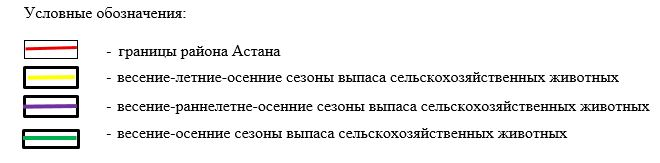 Условные обозначения:
- границы района Астана
- весение-летние-осенние сезоны выпаса сельскохозяйственных животных
- весение-раннелетне-осенние сезоны выпаса сельскохозяйственных животных
- весение-осенние сезоны выпаса сельскохозяйственных животных